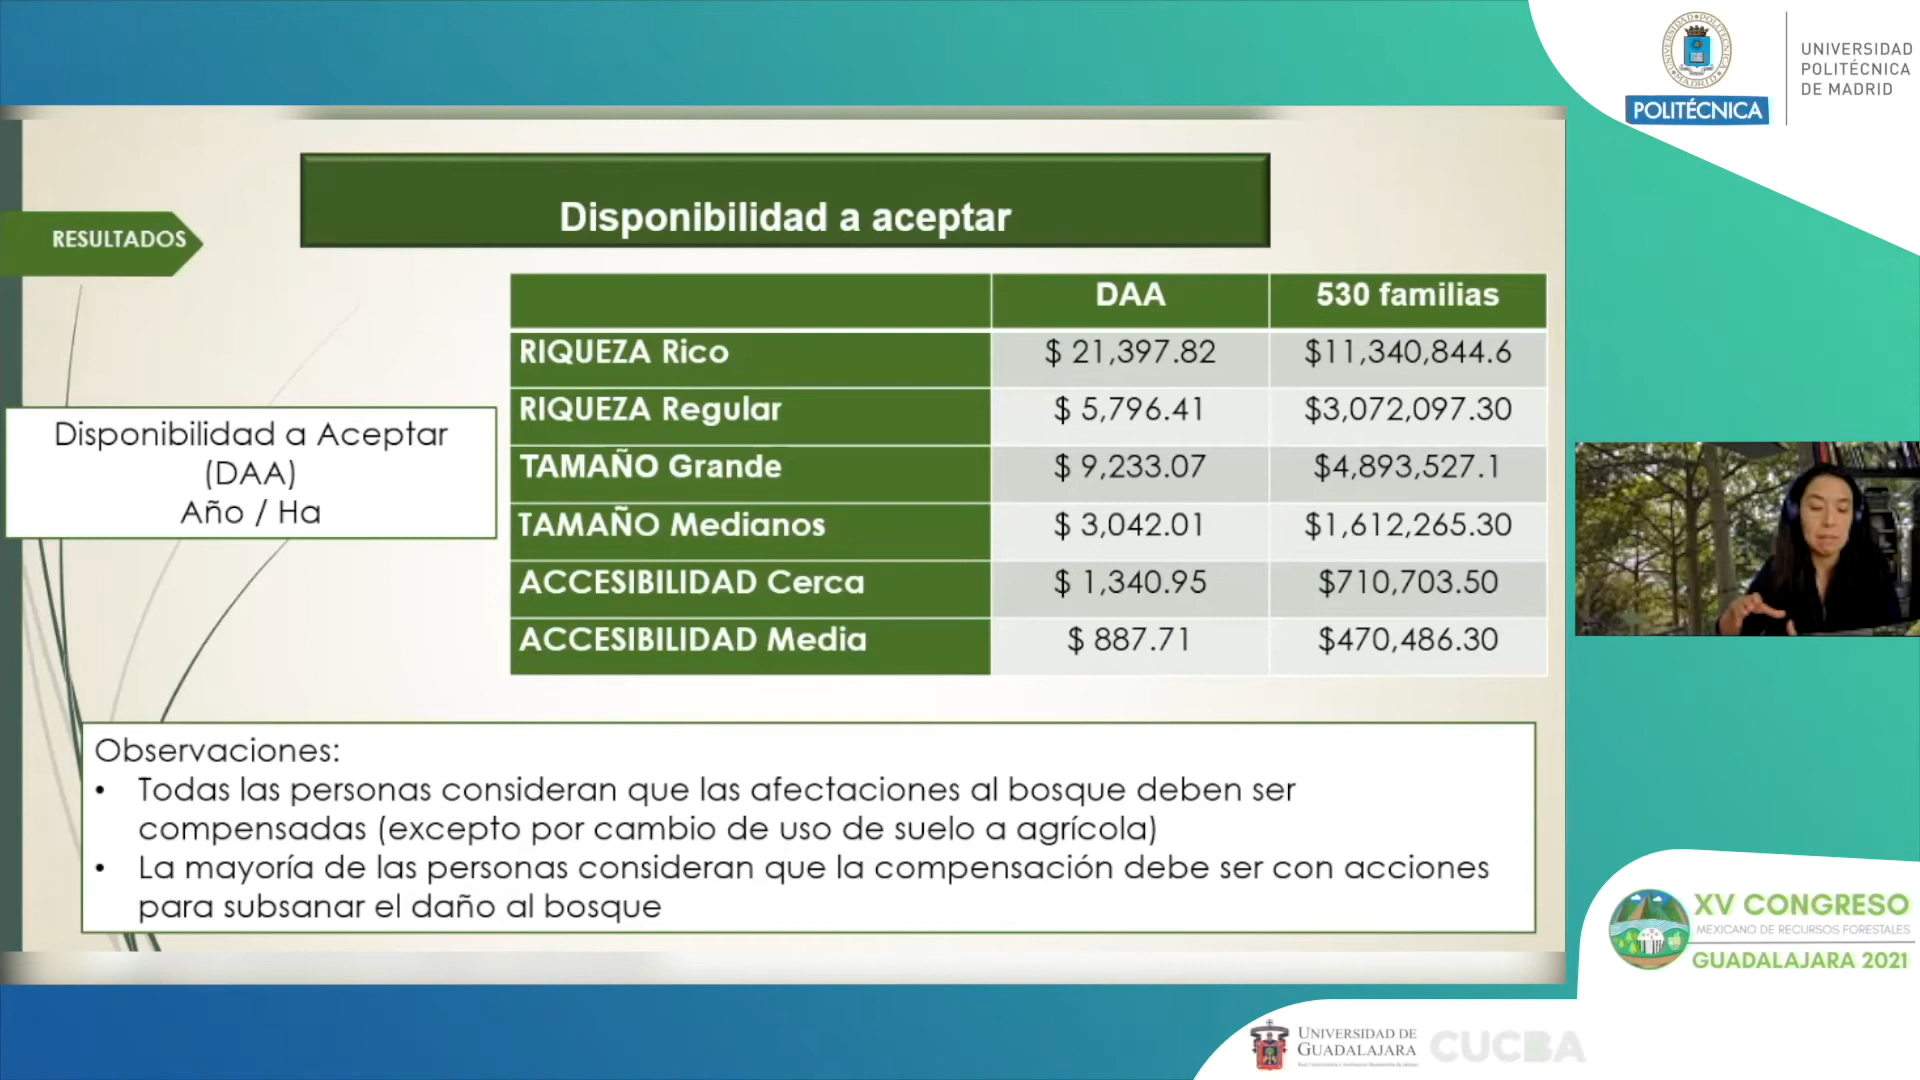 UNIVERSIDAD
POLITÉCNICA
DE MADRID
POLITÉCNICA
RESULTADOS
Disponibilidad a aceptar
DAA 530 familias
RIQUEZA Rico $ 21,397.82 $11,340,844.6
RIQUEZA Regular $ 5,796.41 $3,072,097.30
TAMAÑO Grande $ 9,233.07 $4,893,527.1
TAMAÑO Medianos $ 3,042.01 $1,612,265.30
ACCESIBILIDAD Cerca $ 1,340.95 $710,703.50
ACCESIBILIDAD Media $ 887.71 $470,486.30
Disponibilidad a Aceptar
(DAA)
Año / Ha
Observaciones:
• Todas las personas consideran que las afectaciones al bosque deben ser
compensadas (excepto por cambio de uso de suelo a agrícola)
• La mayoría de las personas consideran que la compensación debe ser con acciones
para subsanar el daño al bosque
XV CONGRESO
MEXICANO DE RECURSOS FORESTALES
GUADALAJARA 2021
UNIVERSIDAD DE
GUADALAJARA
CUCBA